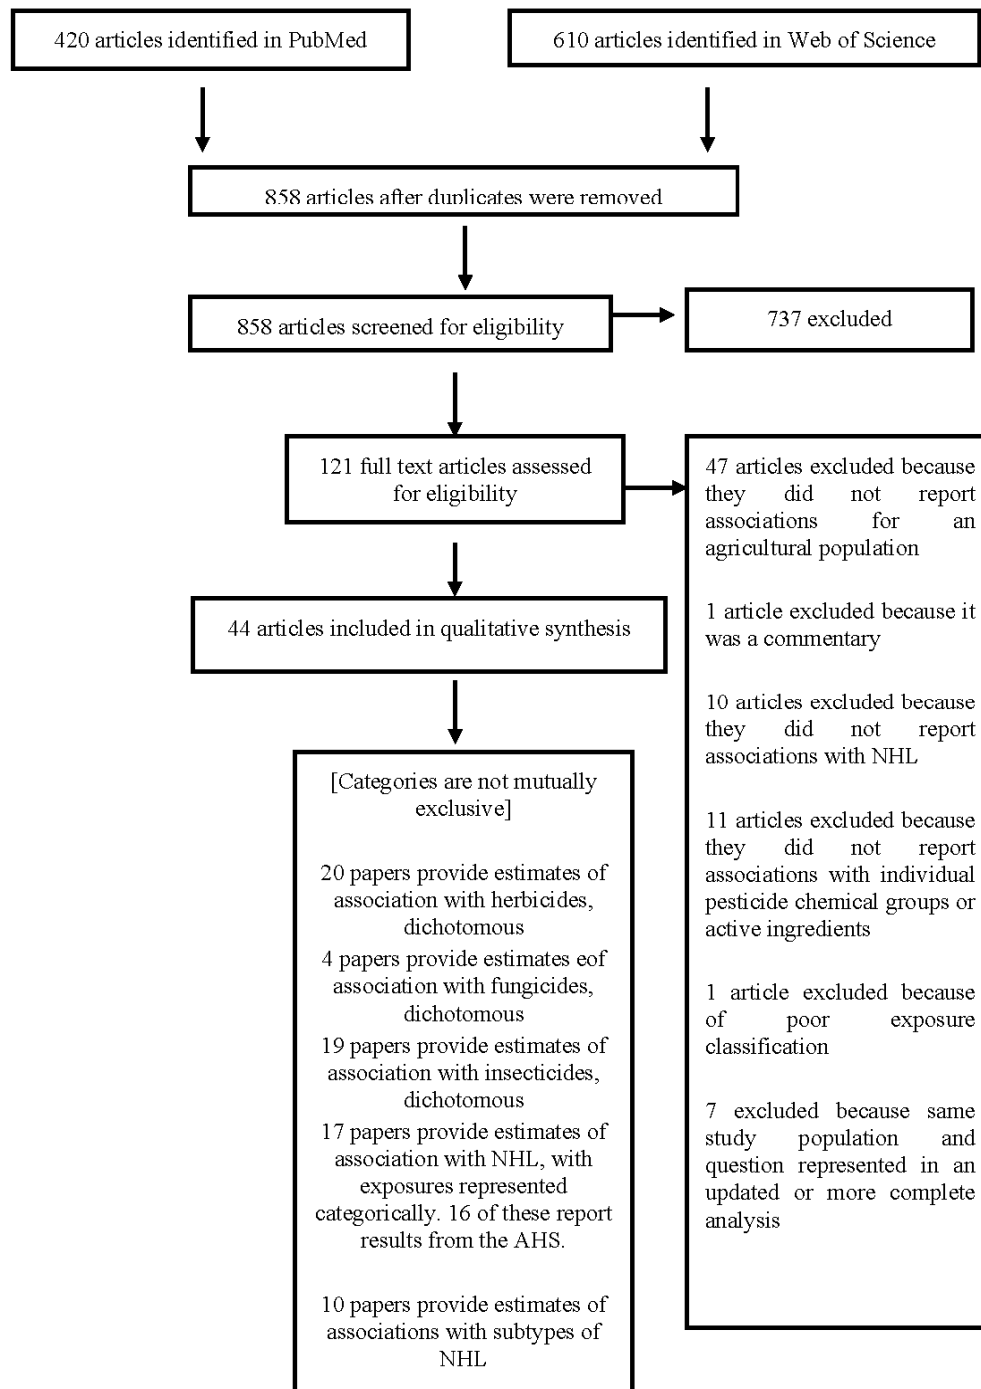 420 articles identified in PubMed
610 articles identified in Web of Science
858 articles after duplicates were removed
858 articles screened for eligibility
737 excluded
121 full text articles assessed
for eligibility
47 articles excluded because
they did not report
associations for an
agricultural population
1 article excluded because it
was a commentary
10 articles excluded because
they did not report
associations with NHL
11 articles excluded because
they did not report
associations with individual
pesticide chemical groups or
active ingredients
1 article excluded because
of poor exposure
classification
7 excluded because same
study population and
question represented in an
updated or more complete
analysis
44 articles included in qualitative synthesis
[Categories are not mutually
exclusive]
20 papers provide estimates of
association with herbicides,
dichotomous
4 papers provide estimates eof
association with fungicides,
dichotomous
19 papers provide estimates of
association with insecticides,
dichotomous
17 papers provide estimates of
association with NHL, with
exposures represented
categorically. 16 of these report
results from the AHS.
10 papers provide estimates of
associations with subtypes of
NHL